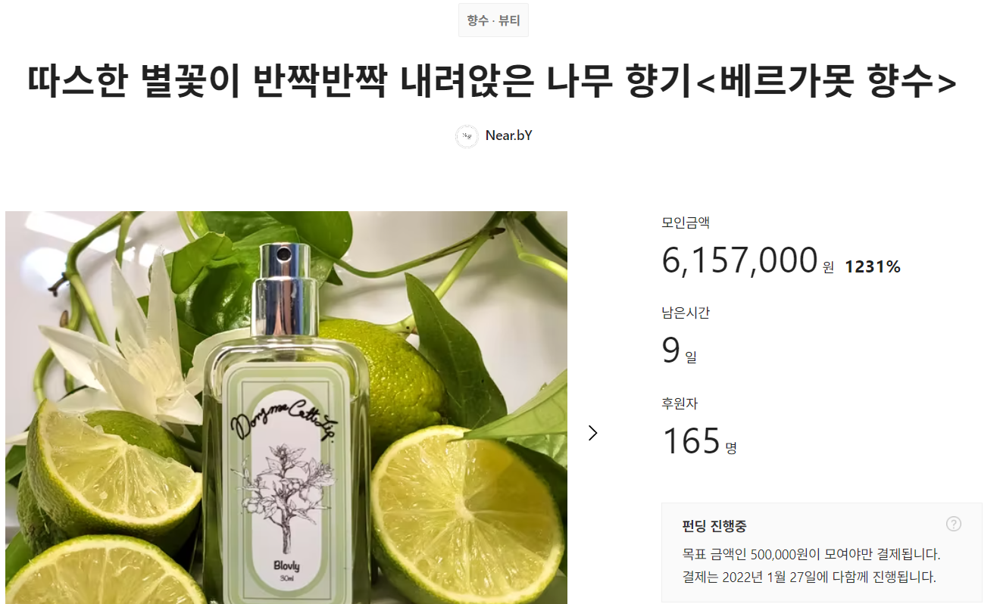 향수 · 뷰티
따스한 별꽃이 반짝반짝 내려앉은 나무 향기<베르가못 향수>
Near.bY
모인금액
6,157,000 원 1231%
남은시간
9 일
후원자
165 명
펀딩 진행중
목표 금액인 500,000원이 모여야만 결제됩니다.
결제는 2022년 1월 27일에 다함께 진행됩니다.
Blovly
30ml